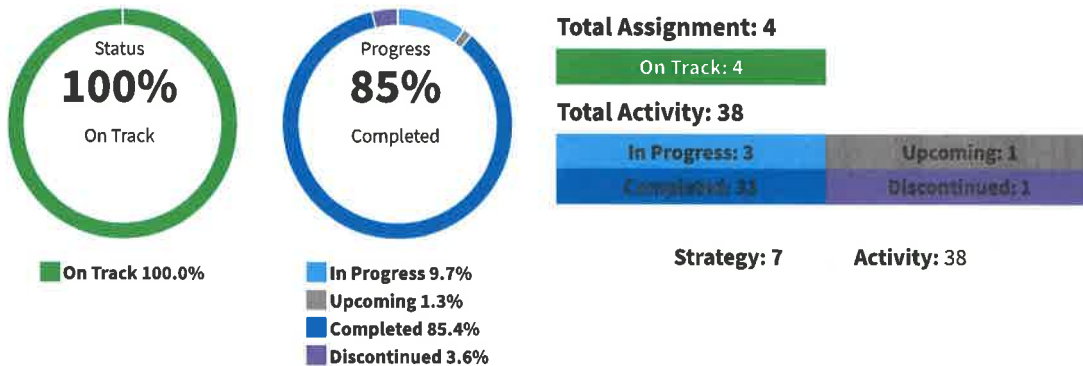 Status
100%
On Track
On Track 100.0%
Progress
85%
Completed
In Progress 9.7%
Upcoming 1.3%
Completed 85.4%
Discontinued 3.6%
Total Assignment: 4
On Track: 4
Total Activity: 38
In Progress: 3
Upcoming: 1
Completed: 33
Discontinued: 1
Strategy: 7
Activity: 38